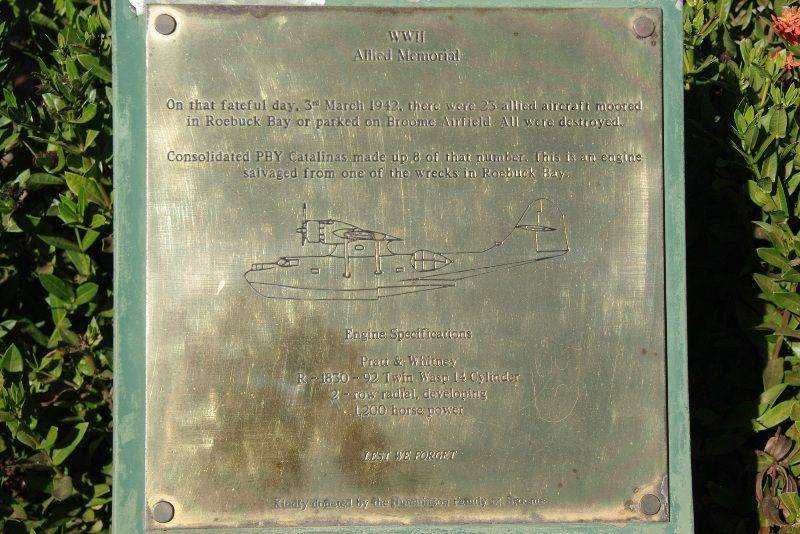 WWII
Allied Memorial
On that fateful day, 3rd March 1942, there were 23 allied aircraft moored
in Roebuck Bay or parked on Broome Airfield. All were destroyed.
Consolidated PBY Catalinas made up 8 of that number. This is an engine
salvaged from one of the wrecks in Roebuck Bay.
Engine Specifications
Pratt & Whitney
R - 1830 - 92 Twin Wasp 14 Cylinder
2 - row radial, developing
1,200 horse power
LEST WE FORGET
Kindly donated by the Hutchinson Family of Broome